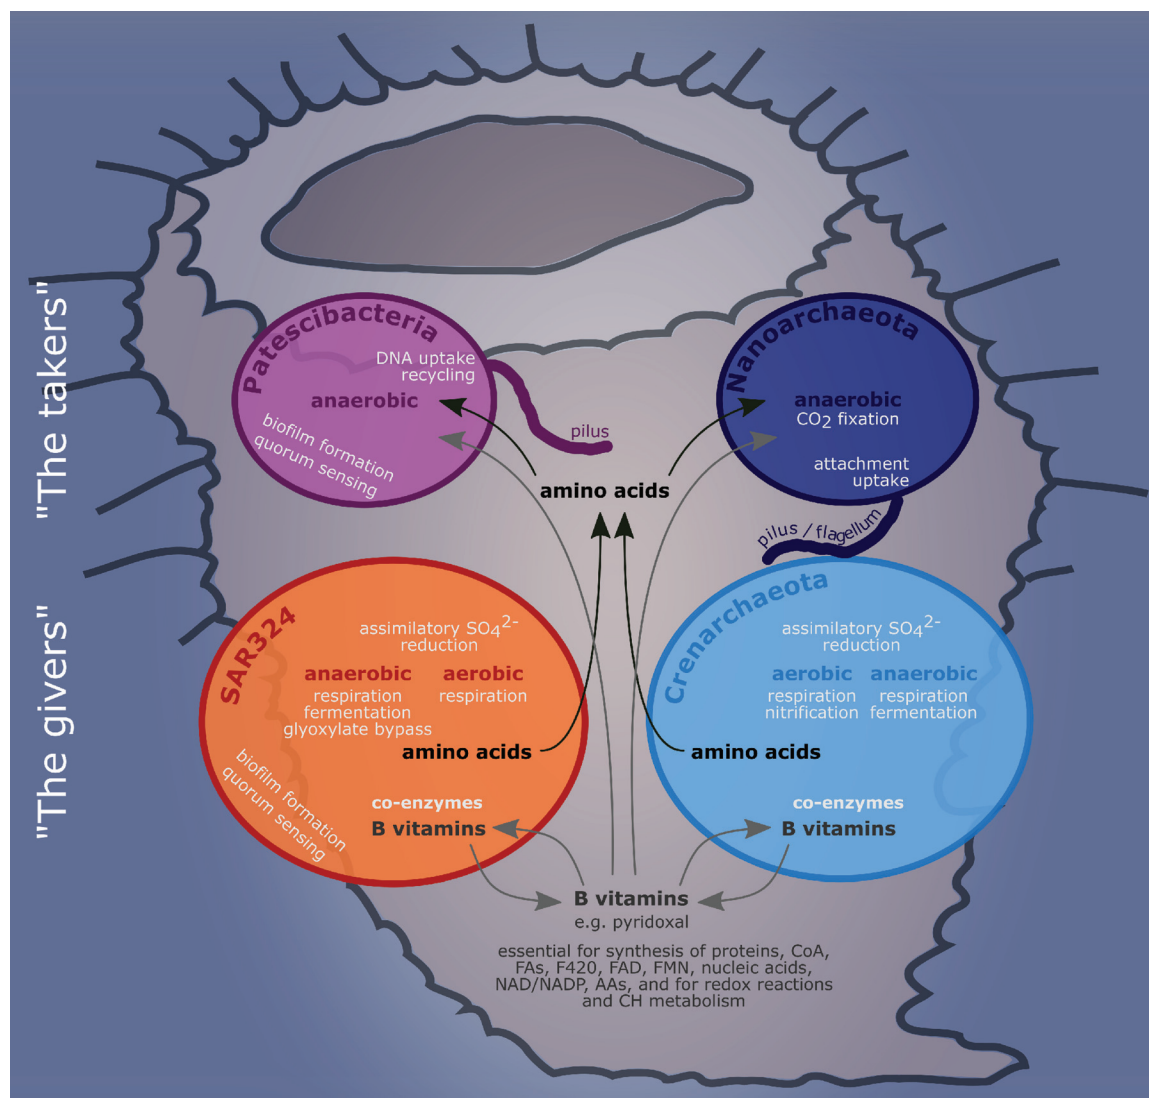 "The takers"
Patescibacteria
DNA uptake
recycling
anaerobic
biofilm formation
quorum sensing
pilus
Nanoarchaeota
anaerobic
CO2 fixation
attachment
uptake
pilus / flagellum
amino acids
"The givers"
SAR324
assimilatory SO4 2-
reduction
anaerobic
respiration
fermentation
glyoxylate bypass
aerobic
respiration
amino acids
biofilm formation
quorum sensing
co-enzymes
B vitamins
Crenarchaeota
assimilatory SO4 2-
reduction
aerobic
respiration
nitrification
anaerobic
respiration
fermentation
amino acids
co-enzymes
B vitamins
B vitamins
e.g. pyridoxal
essential for synthesis of proteins, CoA,
FAs, F420, FAD, FMN, nucleic acids,
NAD/NADP, AAs, and for redox reactions
and CH metabolism